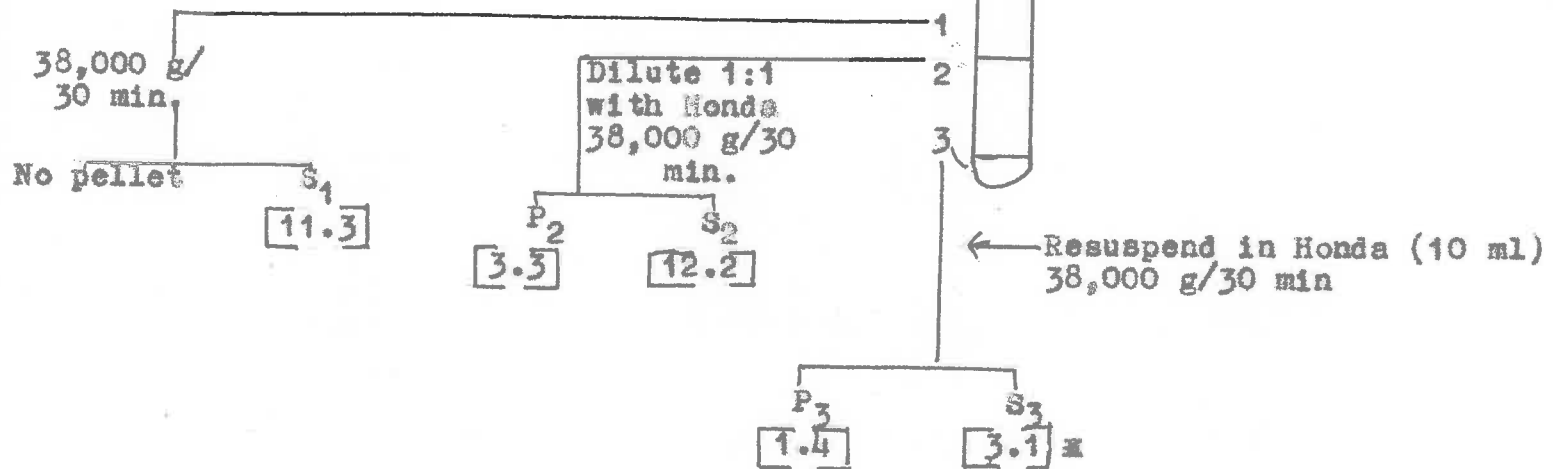 1
38,000 g/
30 min.
Dilute 1:1
with Honda
38,000 g/30
min.
2
3
No pellet
S1
[11.3]
P2
[3.3]
S2
[12.2]
Resuspend in Honda (10 ml)
38,000 g/30 min
P3
[1.4]
S3
[3.1] *